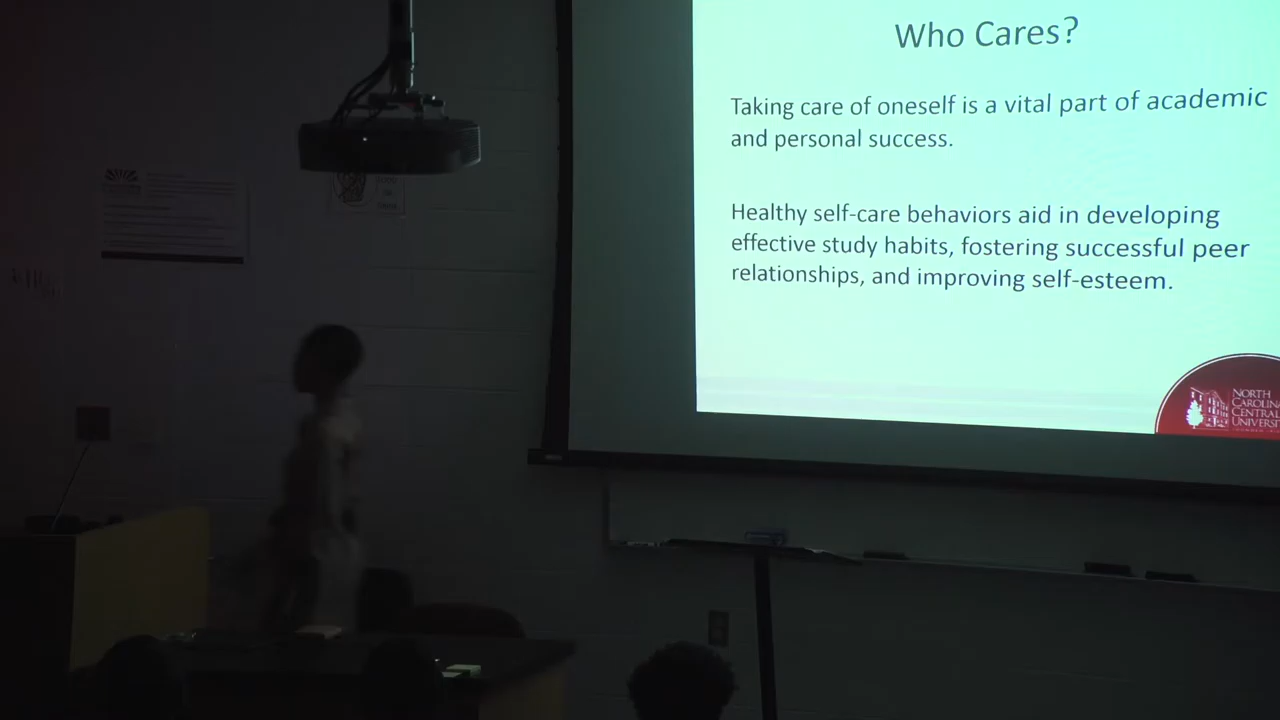 Who Cares?
Taking care of oneself is a vital part of academic
and personal success.
Healthy self-care behaviors aid in developing
effective study habits, fostering successful peer
relationships, and improving self-esteem.
NORTH
CAROLINA
CENTRAL